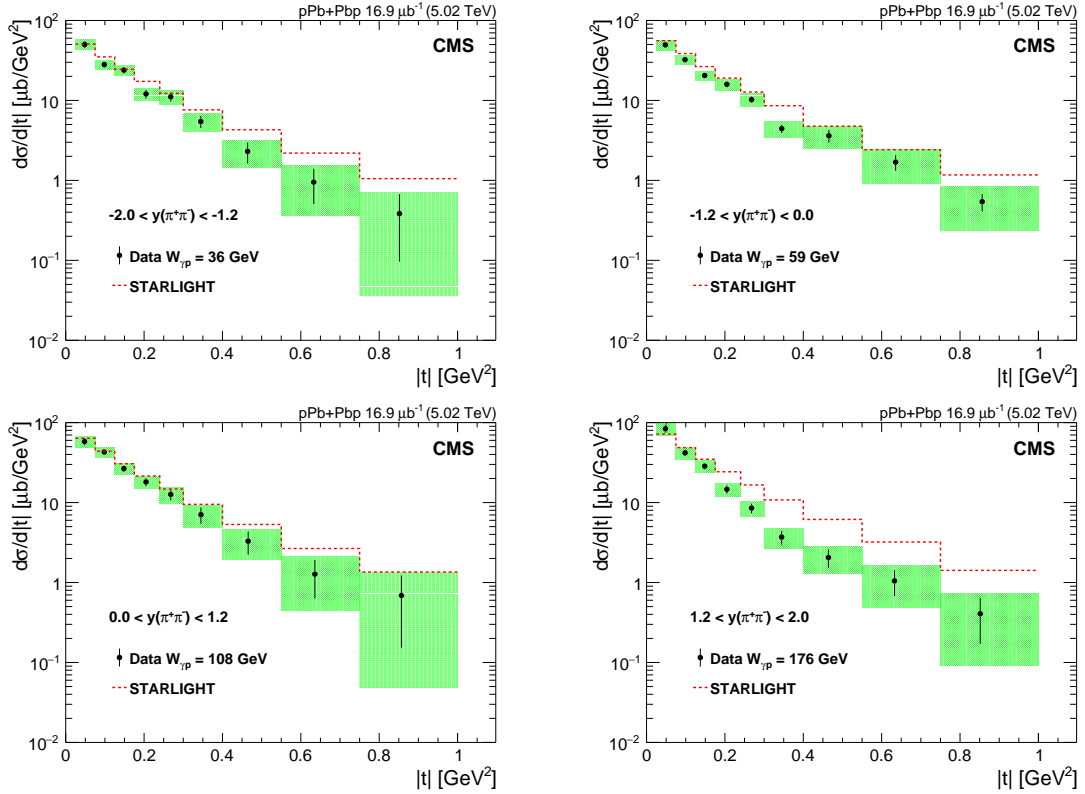 pPb+Pbp 16.9 μb⁻¹ (5.02 TeV)
CMS
dσ/d|t| [μb/GeV²]
10²
10
1
10⁻¹
10⁻²
-2.0 < y(π⁺π⁻) < -1.2
Data W_γp = 36 GeV
STARLIGHT
0 0.2 0.4 0.6 0.8 1
|t| [GeV²]
pPb+Pbp 16.9 μb⁻¹ (5.02 TeV)
CMS
dσ/d|t| [μb/GeV²]
10²
10
1
10⁻¹
10⁻²
-1.2 < y(π⁺π⁻) < 0.0
Data W_γp = 59 GeV
STARLIGHT
0 0.2 0.4 0.6 0.8 1
|t| [GeV²]
pPb+Pbp 16.9 μb⁻¹ (5.02 TeV)
CMS
dσ/d|t| [μb/GeV²]
10²
10
1
10⁻¹
10⁻²
0.0 < y(π⁺π⁻) < 1.2
Data W_γp = 108 GeV
STARLIGHT
0 0.2 0.4 0.6 0.8 1
|t| [GeV²]
pPb+Pbp 16.9 μb⁻¹ (5.02 TeV)
CMS
dσ/d|t| [μb/GeV²]
10²
10
1
10⁻¹
10⁻²
1.2 < y(π⁺π⁻) < 2.0
Data W_γp = 176 GeV
STARLIGHT
0 0.2 0.4 0.6 0.8 1
|t| [GeV²]